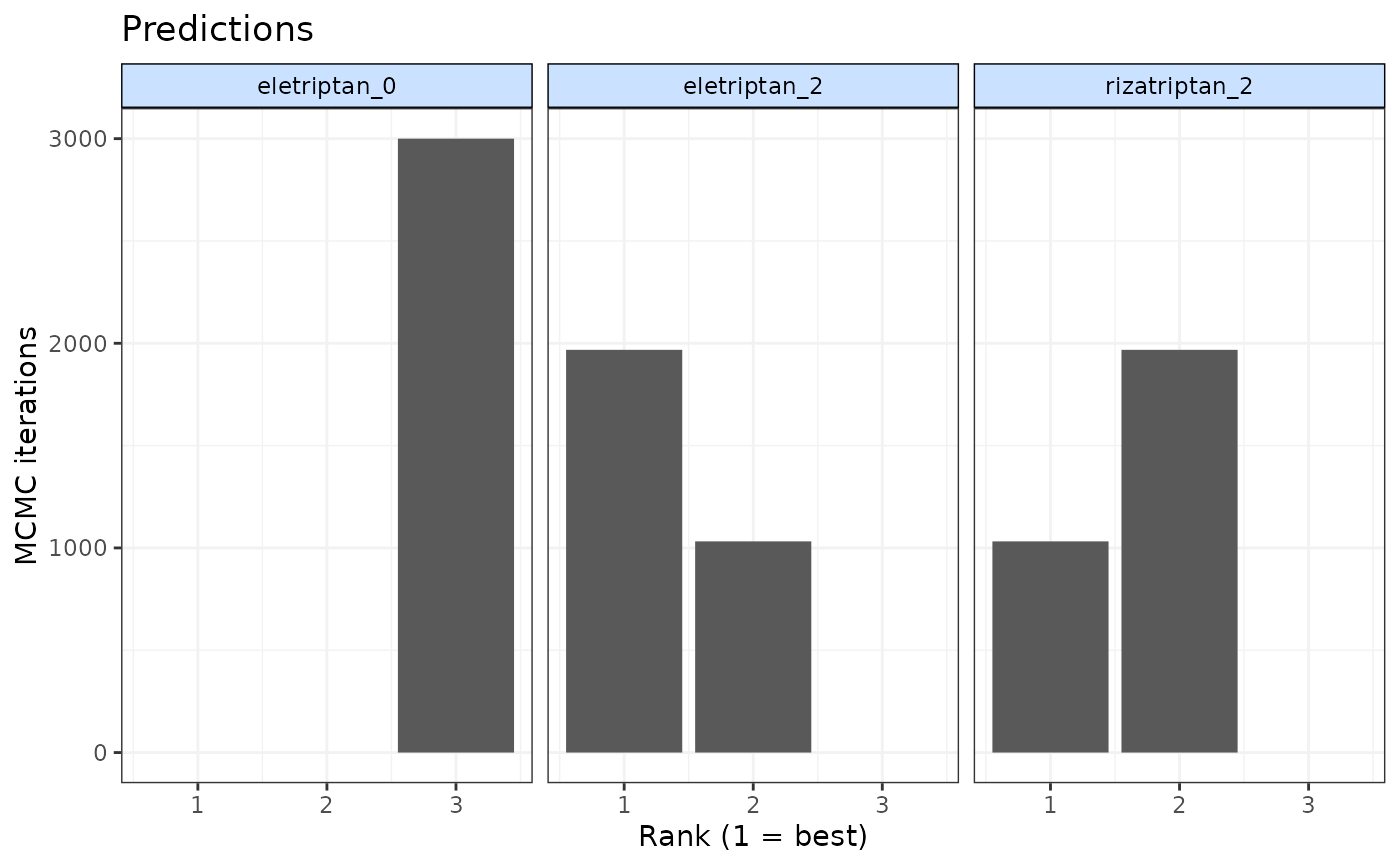 Predictions
eletriptan_0 eletriptan_2 rizatriptan_2
MCMC iterations
3000
2000
1000
0
1 2 3 1 2 3 1 2 3
Rank (1 = best)